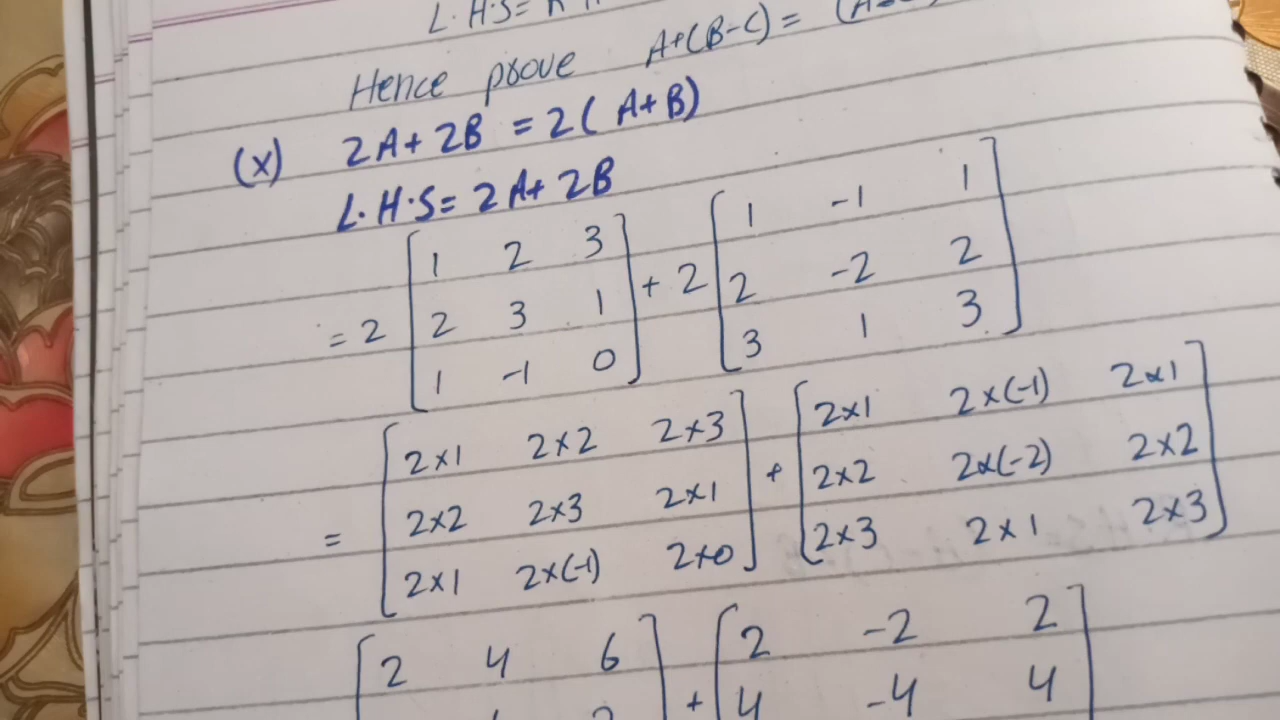 L.H.S=
Hence prove A+(B-C)=
(x) 2A+2B =2(A+B)
L.H.S= 2A+2B
=2 [1 2 3; 2 3 1; 1 -1 0] + 2 [1 -1 1; 2 -2 2; 3 1 3]
= [2×1 2×2 2×3; 2×2 2×3 2×1; 2×1 2×(-1) 2×0] + [2×1 2×(-1) 2×1; 2×2 2×(-2) 2×2; 2×3 2×1 2×3]
[2 4 6 ] + [2 -2 2
4 -4 4